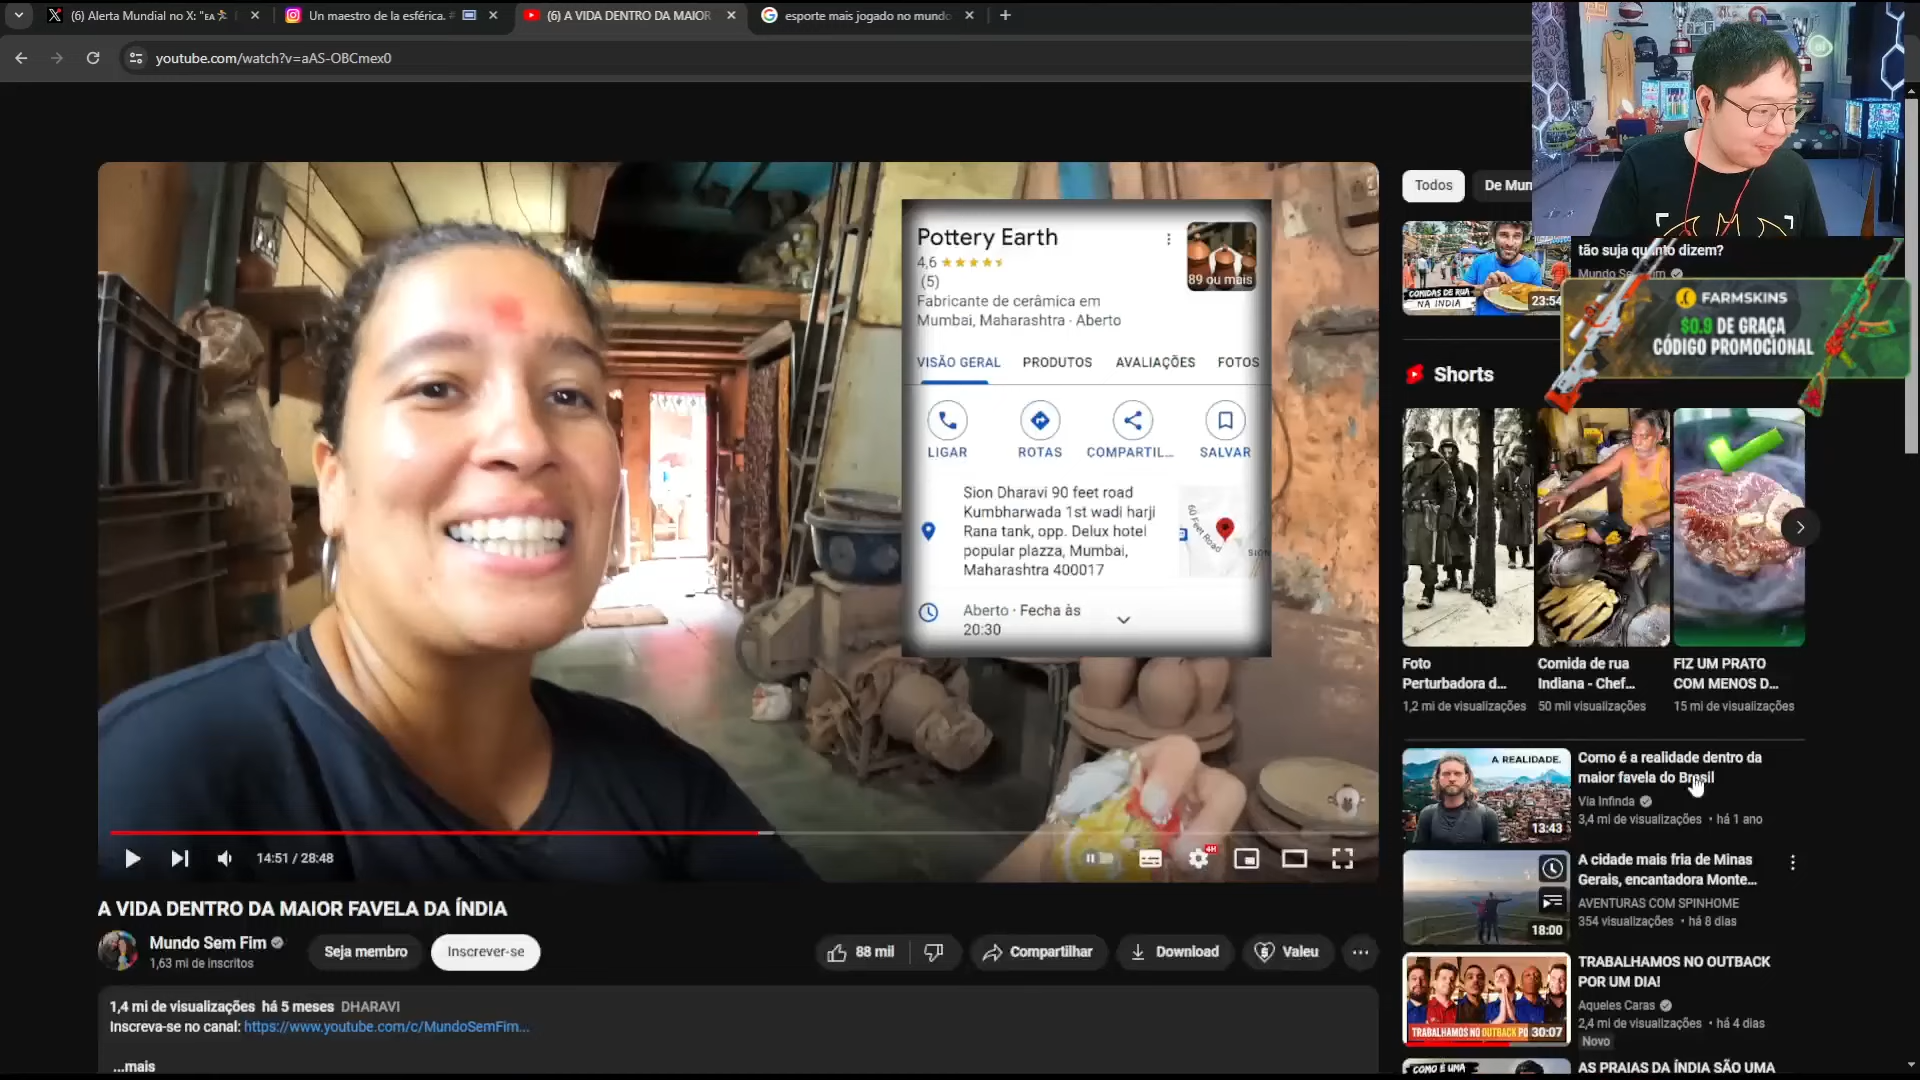 (6) Alerta Mundial no X: "EA
Un maestro de la esférica.
(6) A VIDA DENTRO DA MAIOR
esporte mais jogado no mundo
youtube.com/watch?v=aAS-OBCmex0
Pottery Earth
4,6
(5)
89 ou mais
Fabricante de cerâmica em
Mumbai, Maharashtra · Aberto
VISÃO GERAL PRODUTOS AVALIAÇÕES FOTOS
LIGAR ROTAS COMPARTIL... SALVAR
Sion Dharavi 90 feet road
Kumbharwada 1st wadi harji
Rana tank, opp. Delux hotel
popular plazza, Mumbai,
Maharashtra 400017
60 Feet Road
SION
Aberto · Fecha às
20:30
14:51 / 28:48
A VIDA DENTRO DA MAIOR FAVELA DA ÍNDIA
Mundo Sem Fim
1,63 mi de inscritos
Seja membro
Inscrever-se
88 mil
Compartilhar
Download
Valeu
1,4 mi de visualizações há 5 meses DHARAVI
Inscreva-se no canal: https://www.youtube.com/c/MundoSemFim...
...mais
Todos
De Mun
COMIDAS DE RUA
NA INDIA
23:54
tão suja quanto dizem?
FARMSKINS
$0.9 DE GRAÇA
CÓDIGO PROMOCIONAL
Shorts
Foto
Perturbadora d...
1,2 mi de visualizações
Comida de rua
Indiana - Chef...
50 mil visualizações
FIZ UM PRATO
COM MENOS D...
15 mi de visualizações
A REALIDADE.
13:43
Como é a realidade dentro da
maior favela do Brasil
Via Infinda
3,4 mi de visualizações • há 1 ano
18:00
A cidade mais fria de Minas
Gerais, encantadora Monte...
AVENTURAS COM SPINHOME
354 visualizações • há 8 dias
TRABALHAMOS NO OUTBACK PO
30:07
TRABALHAMOS NO OUTBACK
POR UM DIA!
Aqueles Caras
2,4 mi de visualizações • há 4 dias
Novo
COMO É UMA
AS PRAIAS DA ÍNDIA SÃO UMA